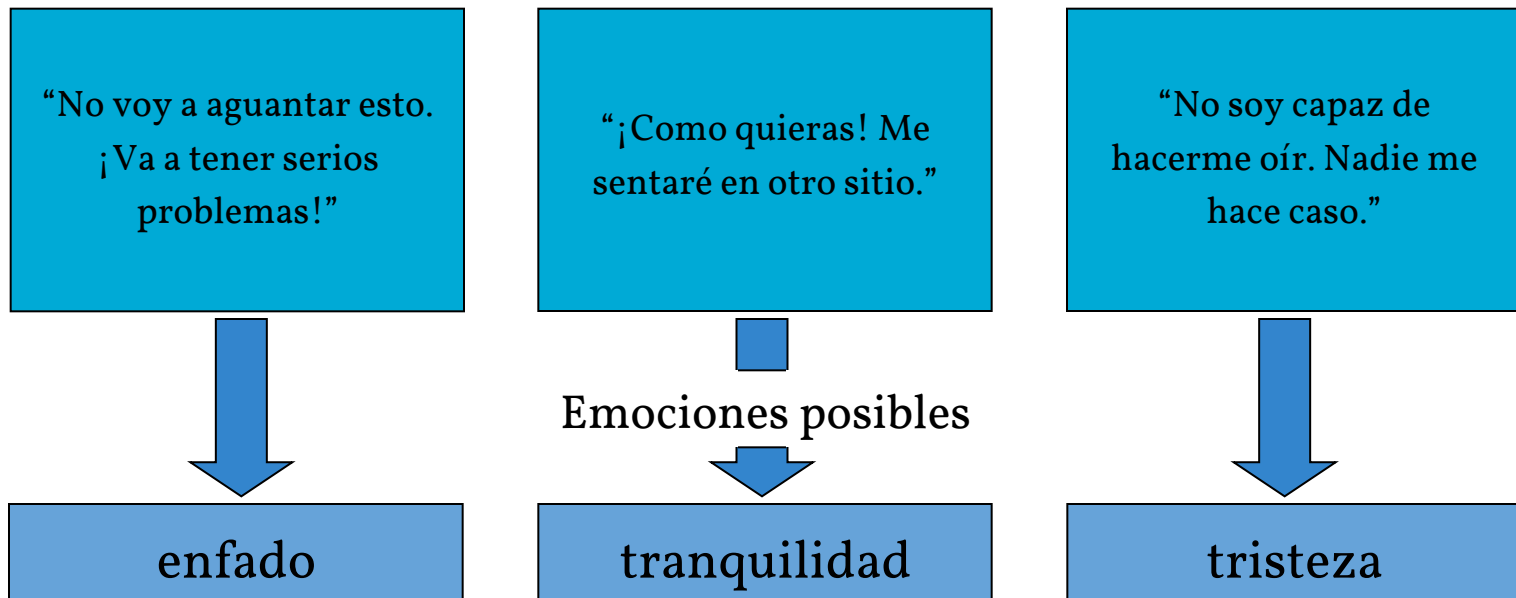 “No voy a aguantar esto.
¡Va a tener serios
problemas!”
“¡Como quieras! Me
sentaré en otro sitio.”
“No soy capaz de
hacerme oír. Nadie me
hace caso.”
Emociones posibles
enfado
tranquilidad
tristeza